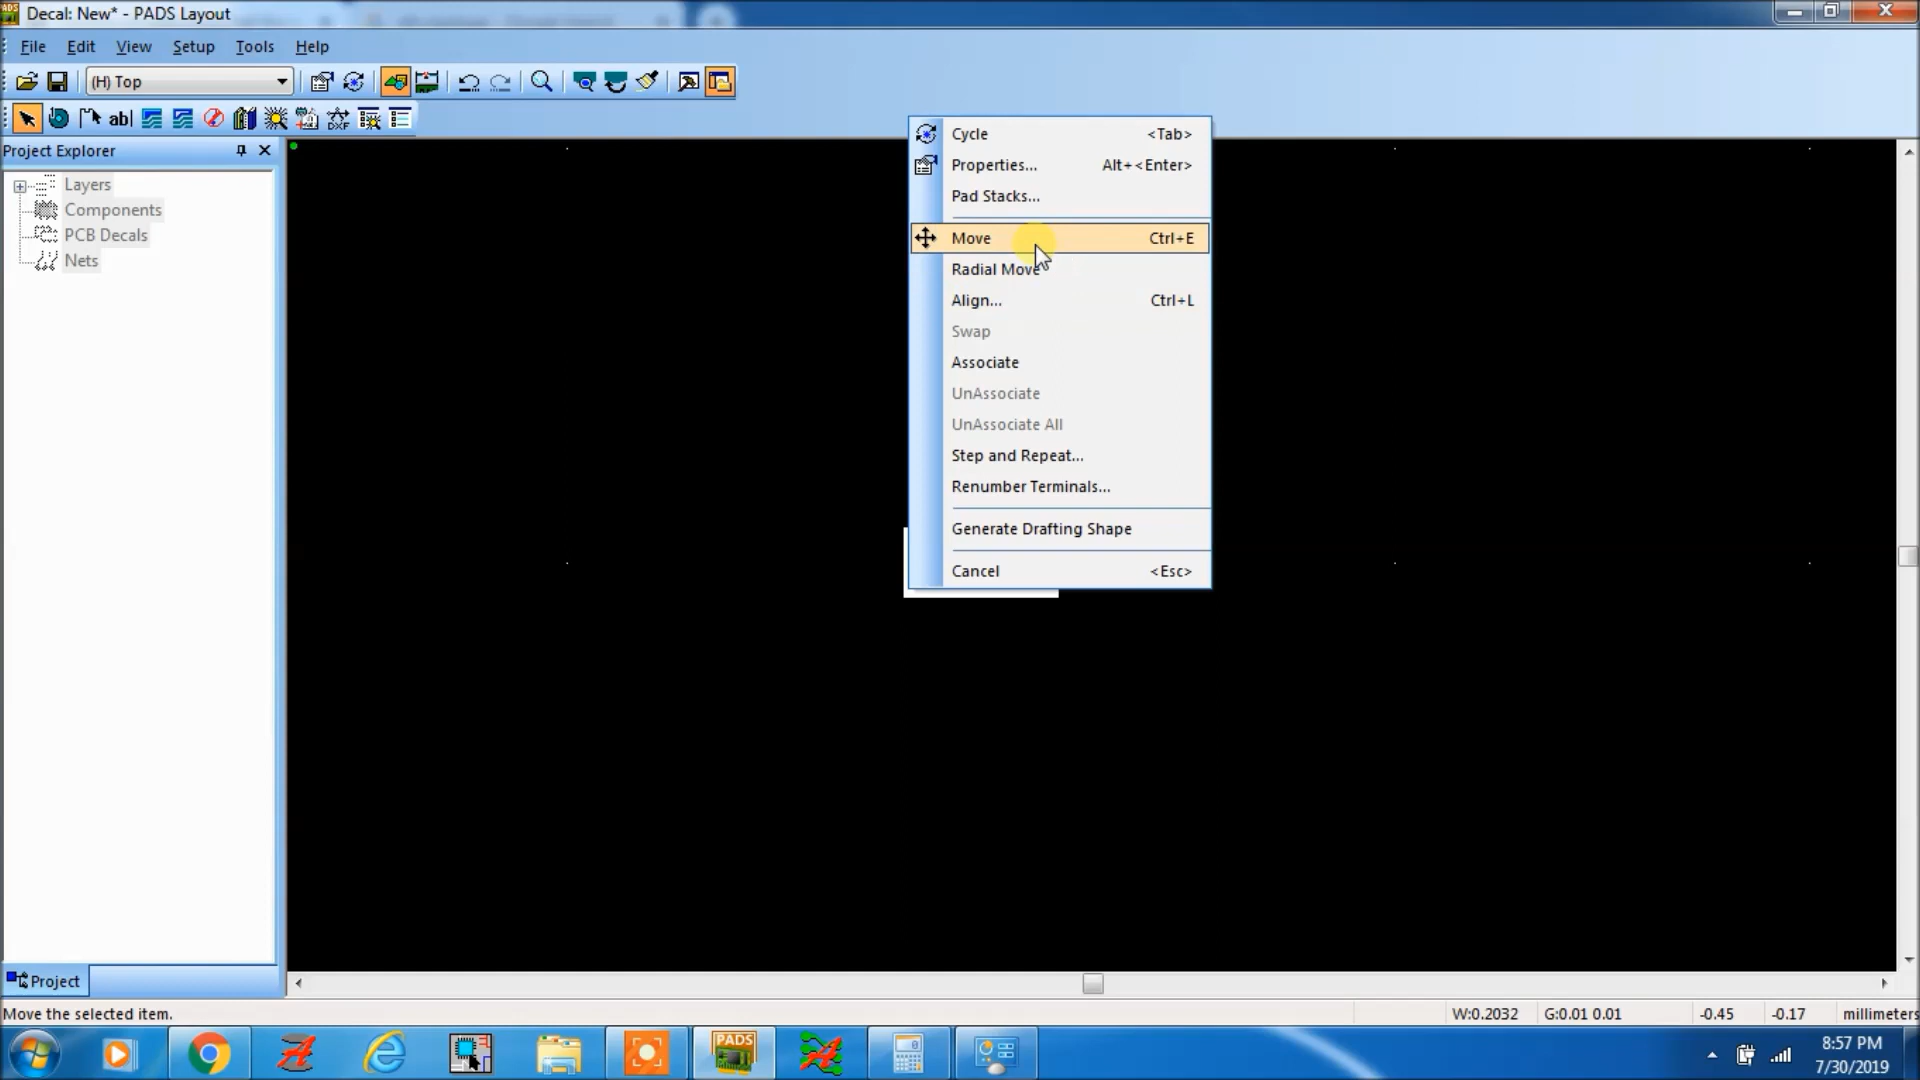 Decal: New* - PADS Layout
File Edit View Setup Tools Help
(H) Top
ab|
DXF
Project Explorer
Layers
Components
PCB Decals
Nets
Cycle <Tab>
Properties... Alt+<Enter>
Pad Stacks...
Move Ctrl+E
Radial Move
Align... Ctrl+L
Swap
Associate
UnAssociate
UnAssociate All
Step and Repeat...
Renumber Terminals...
Generate Drafting Shape
Cancel <Esc>
Project
Move the selected item.
W:0.2032 G:0.01 0.01 -0.45 -0.17 millimeters
PADS
8:57 PM
7/30/2019